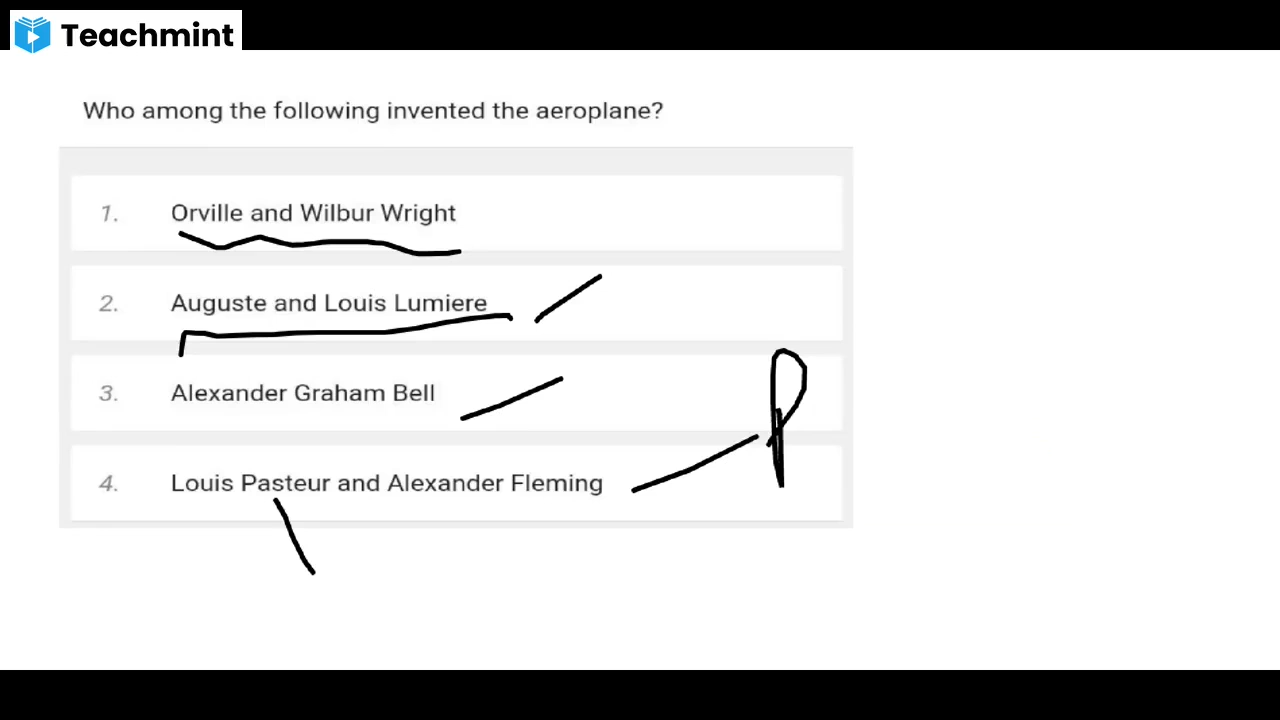 Teachmint
Who among the following invented the aeroplane?
1. Orville and Wilbur Wright
2. Auguste and Louis Lumiere
3. Alexander Graham Bell
4. Louis Pasteur and Alexander Fleming
P